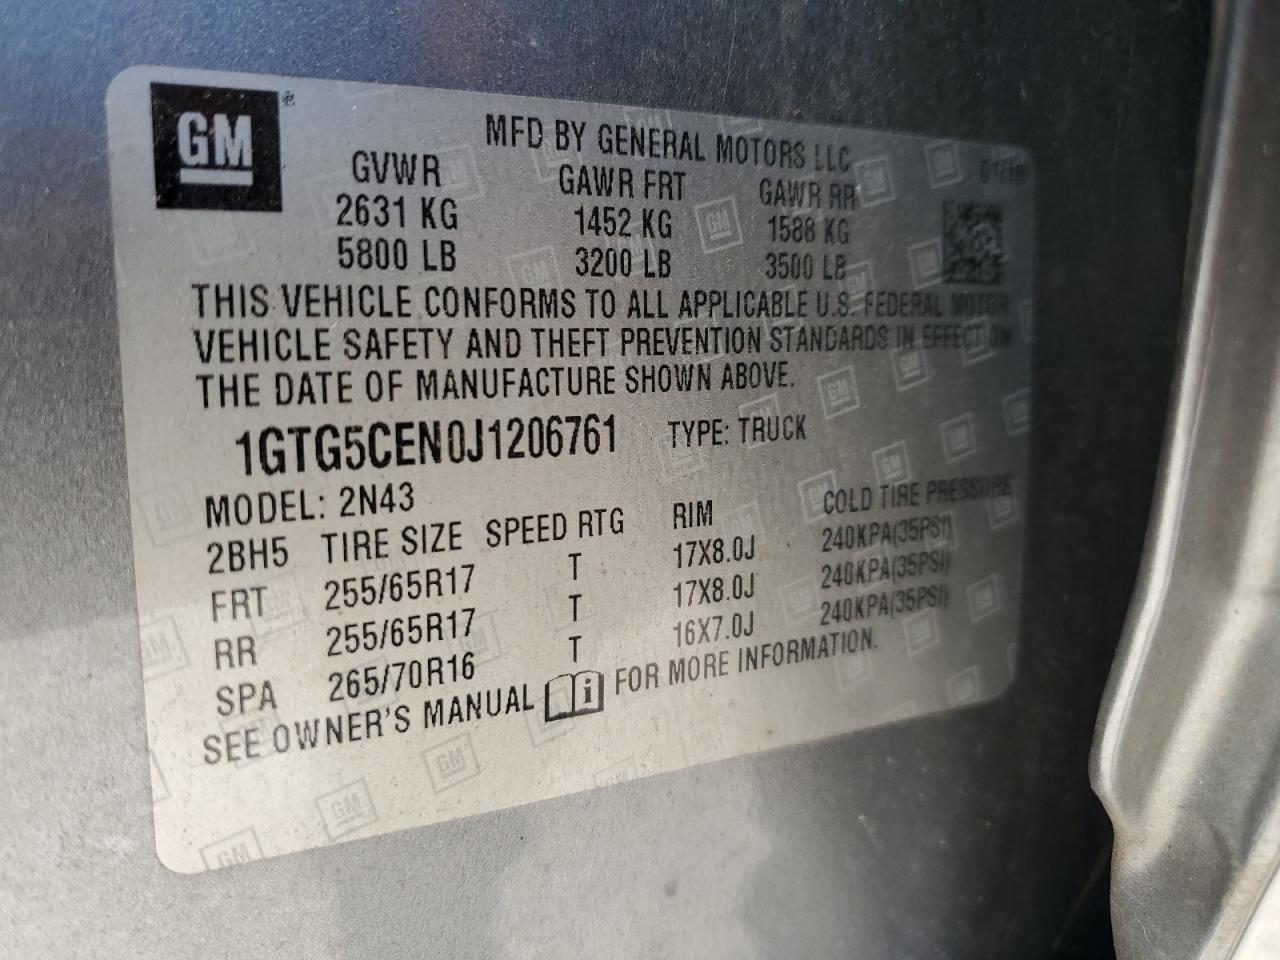 GM
MFD BY GENERAL MOTORS LLC
GVWR GAWR FRT GAWR RR
2631 KG 1452 KG 1588 KG
5800 LB 3200 LB 3500 LB
THIS VEHICLE CONFORMS TO ALL APPLICABLE U.S. FEDERAL MOTOR
VEHICLE SAFETY AND THEFT PREVENTION STANDARDS IN EFFECT ON
THE DATE OF MANUFACTURE SHOWN ABOVE.
1GTG5CEN0J1206761 TYPE: TRUCK
MODEL: 2N43
2BH5 TIRE SIZE SPEED RTG RIM COLD TIRE PRESSURE
FRT 255/65R17 T 17X8.0J 240KPA(35PSI)
RR 255/65R17 T 17X8.0J 240KPA(35PSI)
SPA 265/70R16 T 16X7.0J 240KPA(35PSI)
SEE OWNER'S MANUAL i FOR MORE INFORMATION.